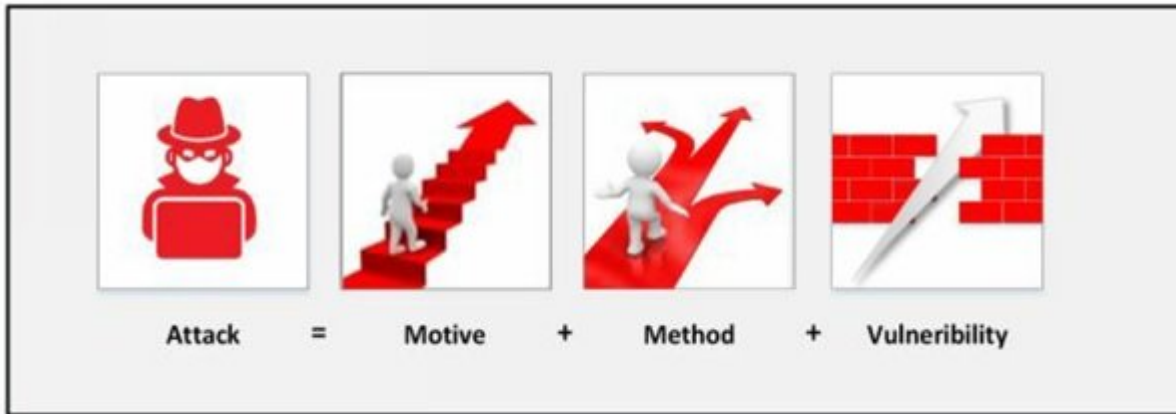 Attack = Motive + Method + Vulneribility